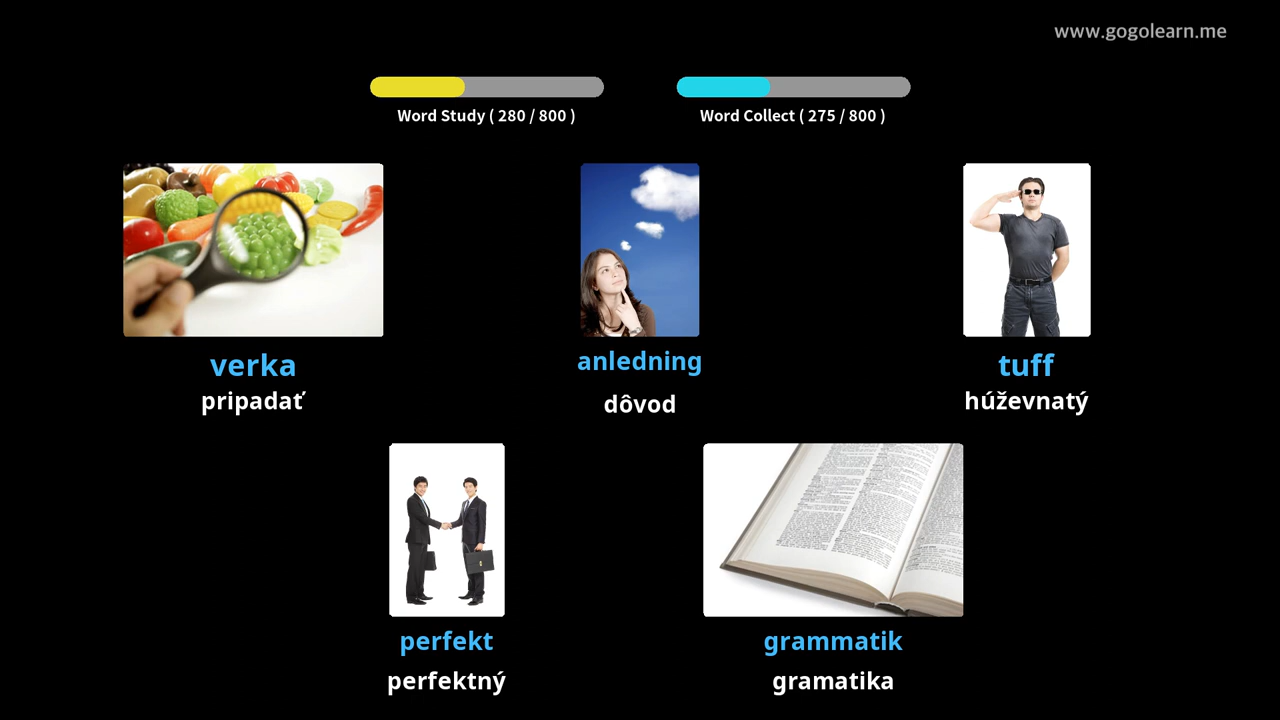 www.gogolearn.me
Word Study ( 280 / 800 )
Word Collect ( 275 / 800 )
verka
pripadať
anledning
dôvod
tuff
húževnatý
perfekt
perfektný
grammatik
gramatika